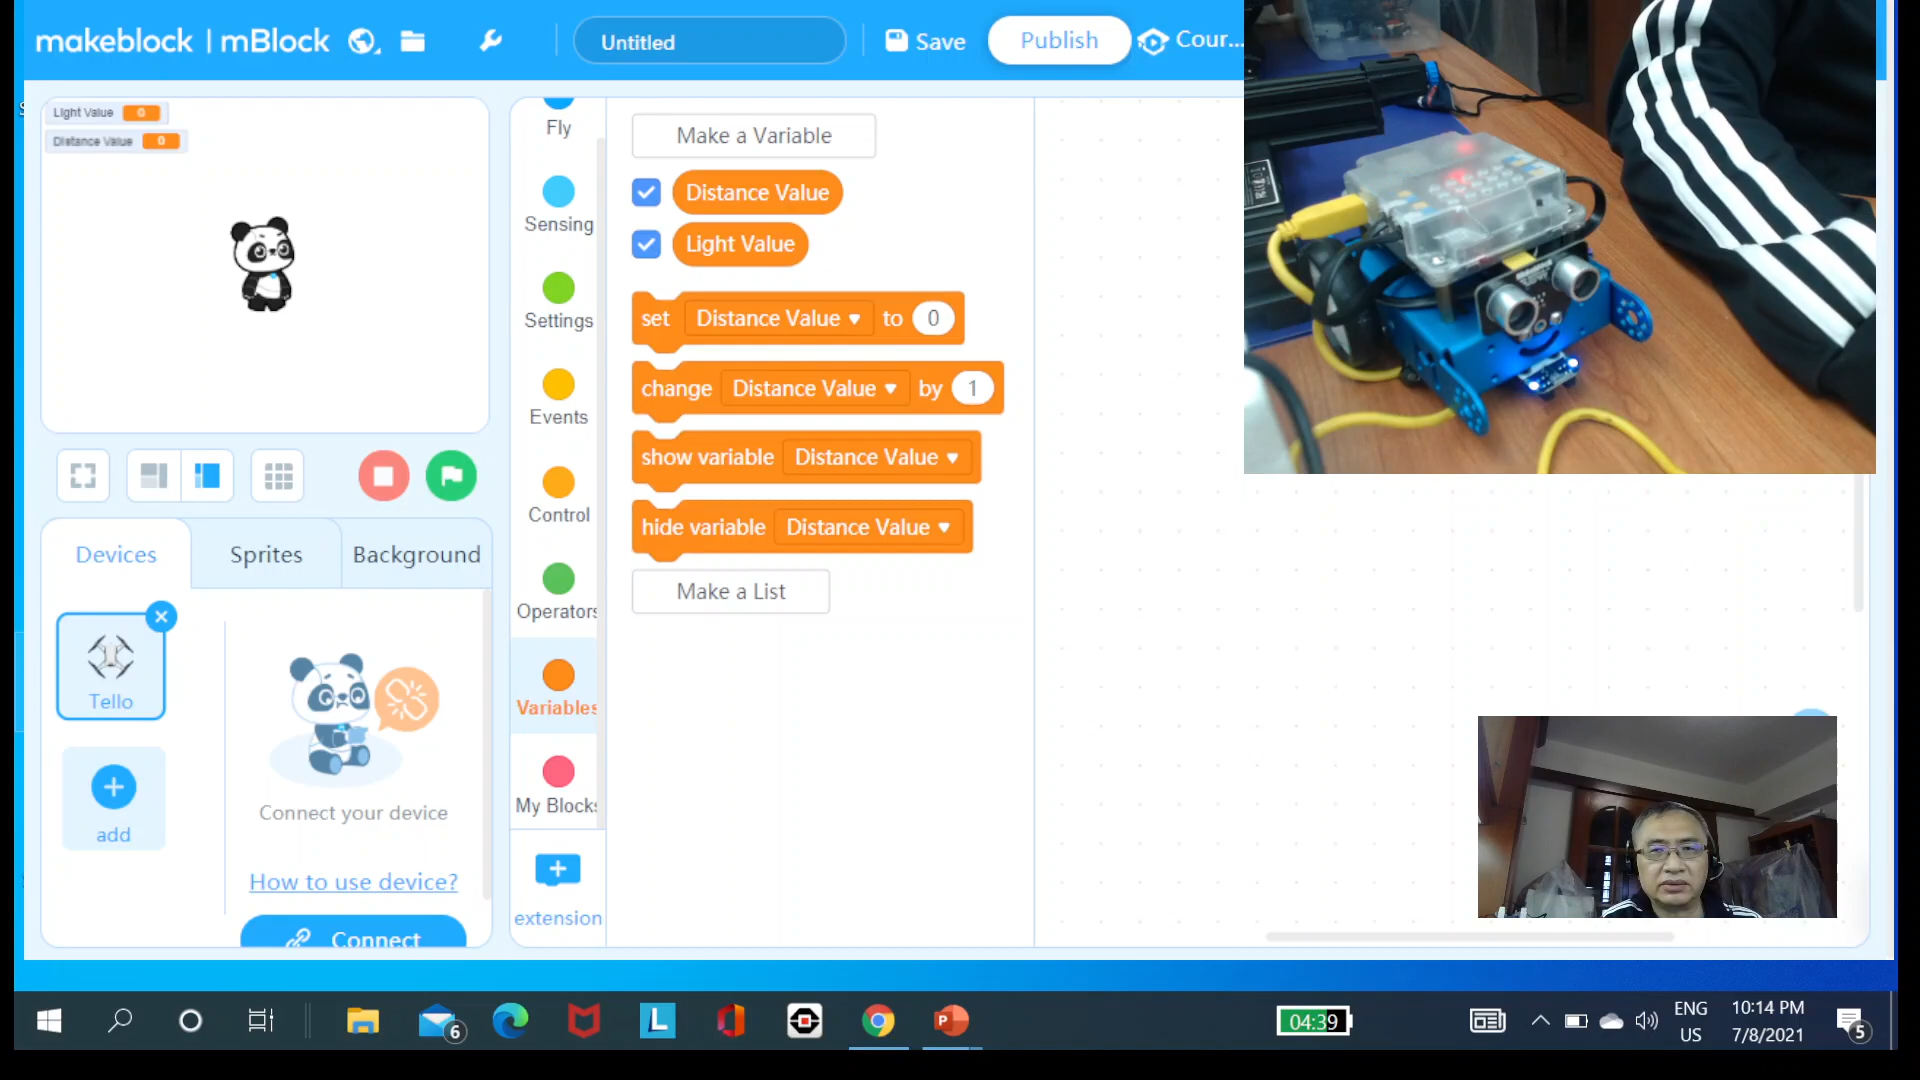 makeblock | mBlock
Untitled
Save
Publish
Cour...
Light Value 0
Distance Value 0
Devices
Sprites
Background
Tello
add
Connect your device
How to use device?
Connect
Fly
Sensing
Settings
Events
Control
Operators
Variables
My Blocks
extension
Make a Variable
Distance Value
Light Value
set Distance Value to 0
change Distance Value by 1
show variable Distance Value
hide variable Distance Value
Make a List
6
L
P
04:39
ENG
US
10:14 PM
7/8/2021
5